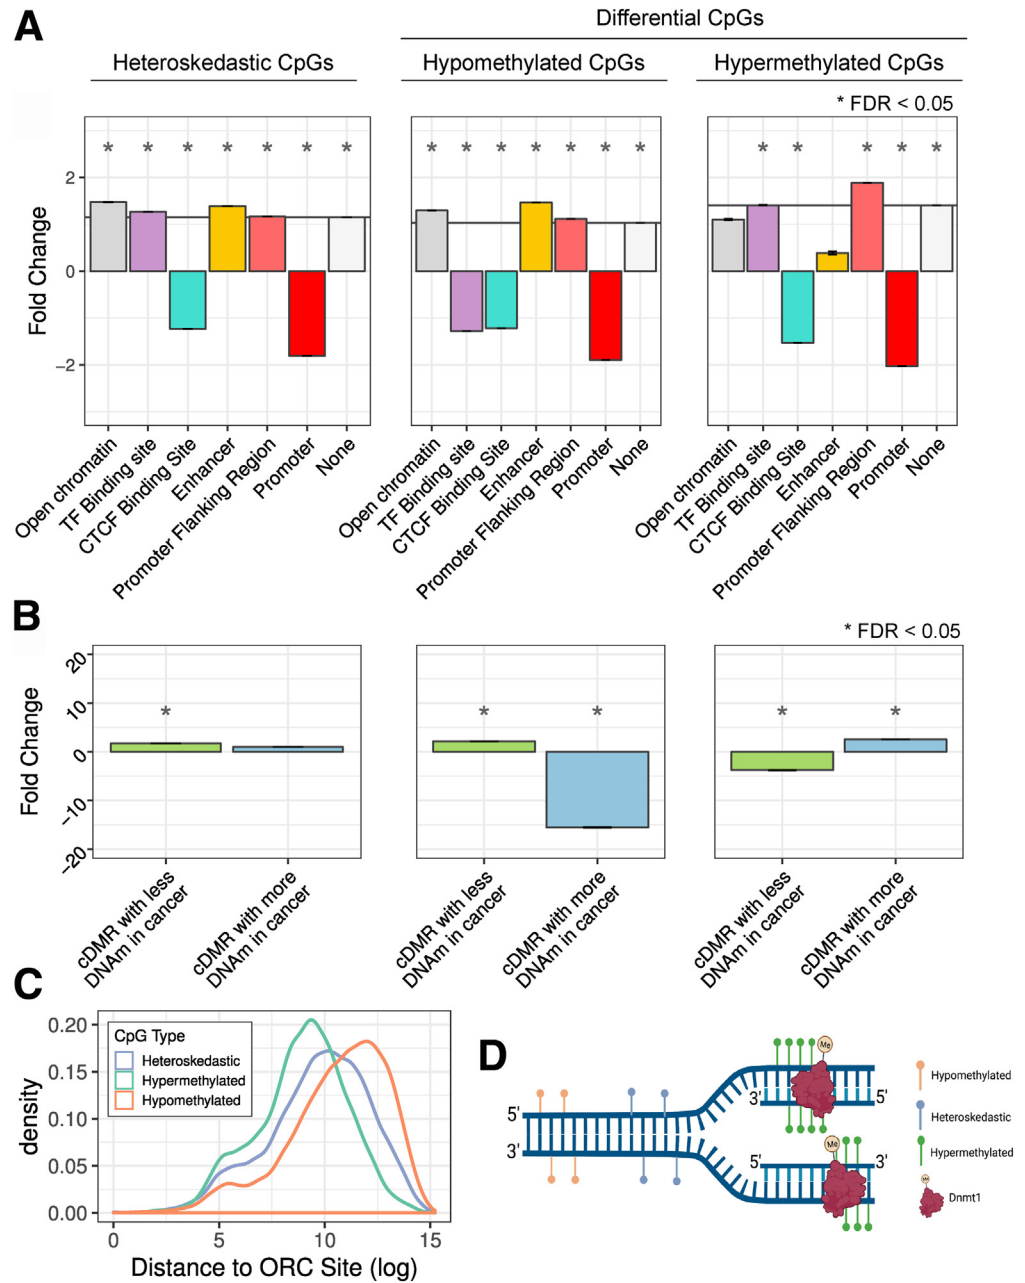 A
Differential CpGs
Heteroskedastic CpGs
Hypomethylated CpGs
Hypermethylated CpGs
* FDR < 0.05
Fold Change
2
0
−2
* * * * * * *
* * * * * * *
* * * * *
Open chromatin
TF Binding site
CTCF Binding Site
Enhancer
Promoter Flanking Region
Promoter
None
Open chromatin
TF Binding site
CTCF Binding Site
Enhancer
Promoter Flanking Region
Promoter
None
Open chromatin
TF Binding site
CTCF Binding Site
Enhancer
Promoter Flanking Region
Promoter
None
B
* FDR < 0.05
Fold Change
20
10
0
−10
−20
*
* *
* *
cDMR with less
DNAm in cancer
cDMR with more
DNAm in cancer
cDMR with less
DNAm in cancer
cDMR with more
DNAm in cancer
cDMR with less
DNAm in cancer
cDMR with more
DNAm in cancer
C
density
0.20
0.15
0.10
0.05
0.00
CpG Type
Heteroskedastic
Hypermethylated
Hypomethylated
0 5 10 15
Distance to ORC Site (log)
D
5'
3'
Me
3'
5'
Me
5'
3'
Hypomethylated
Heteroskedastic
Hypermethylated
Me
Dnmt1